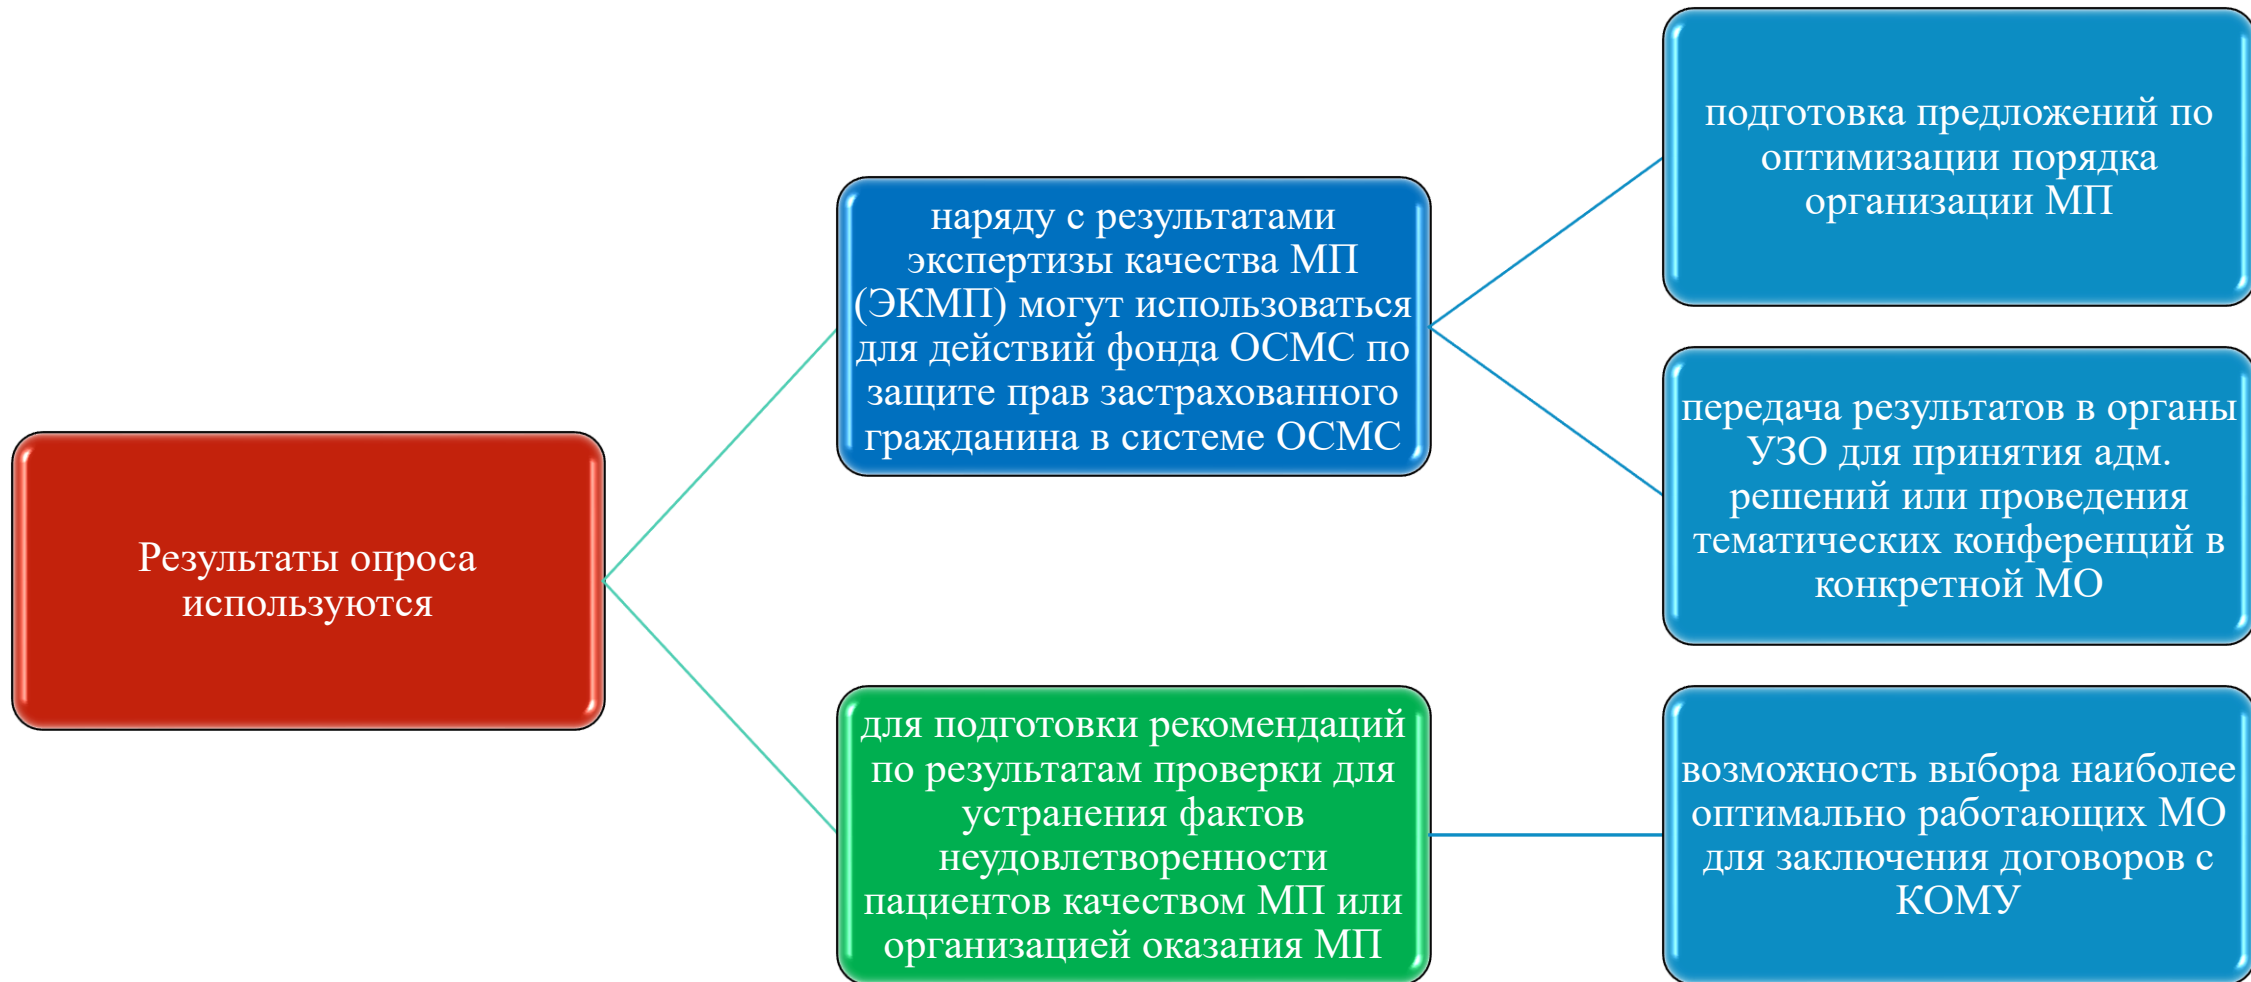 Результаты опроса
используются
наряду с результатами
экспертизы качества МП
(ЭКМП) могут использоваться
для действий фонда ОСМС по
защите прав застрахованного
гражданина в системе ОСМС
для подготовки рекомендаций
по результатам проверки для
устранения фактов
неудовлетворенности
пациентов качеством МП или
организацией оказания МП
подготовка предложений по
оптимизации порядка
организации МП
передача результатов в органы
УЗО для принятия адм.
решений или проведения
тематических конференций в
конкретной МО
возможность выбора наиболее
оптимально работающих МО
для заключения договоров с
КОМУ